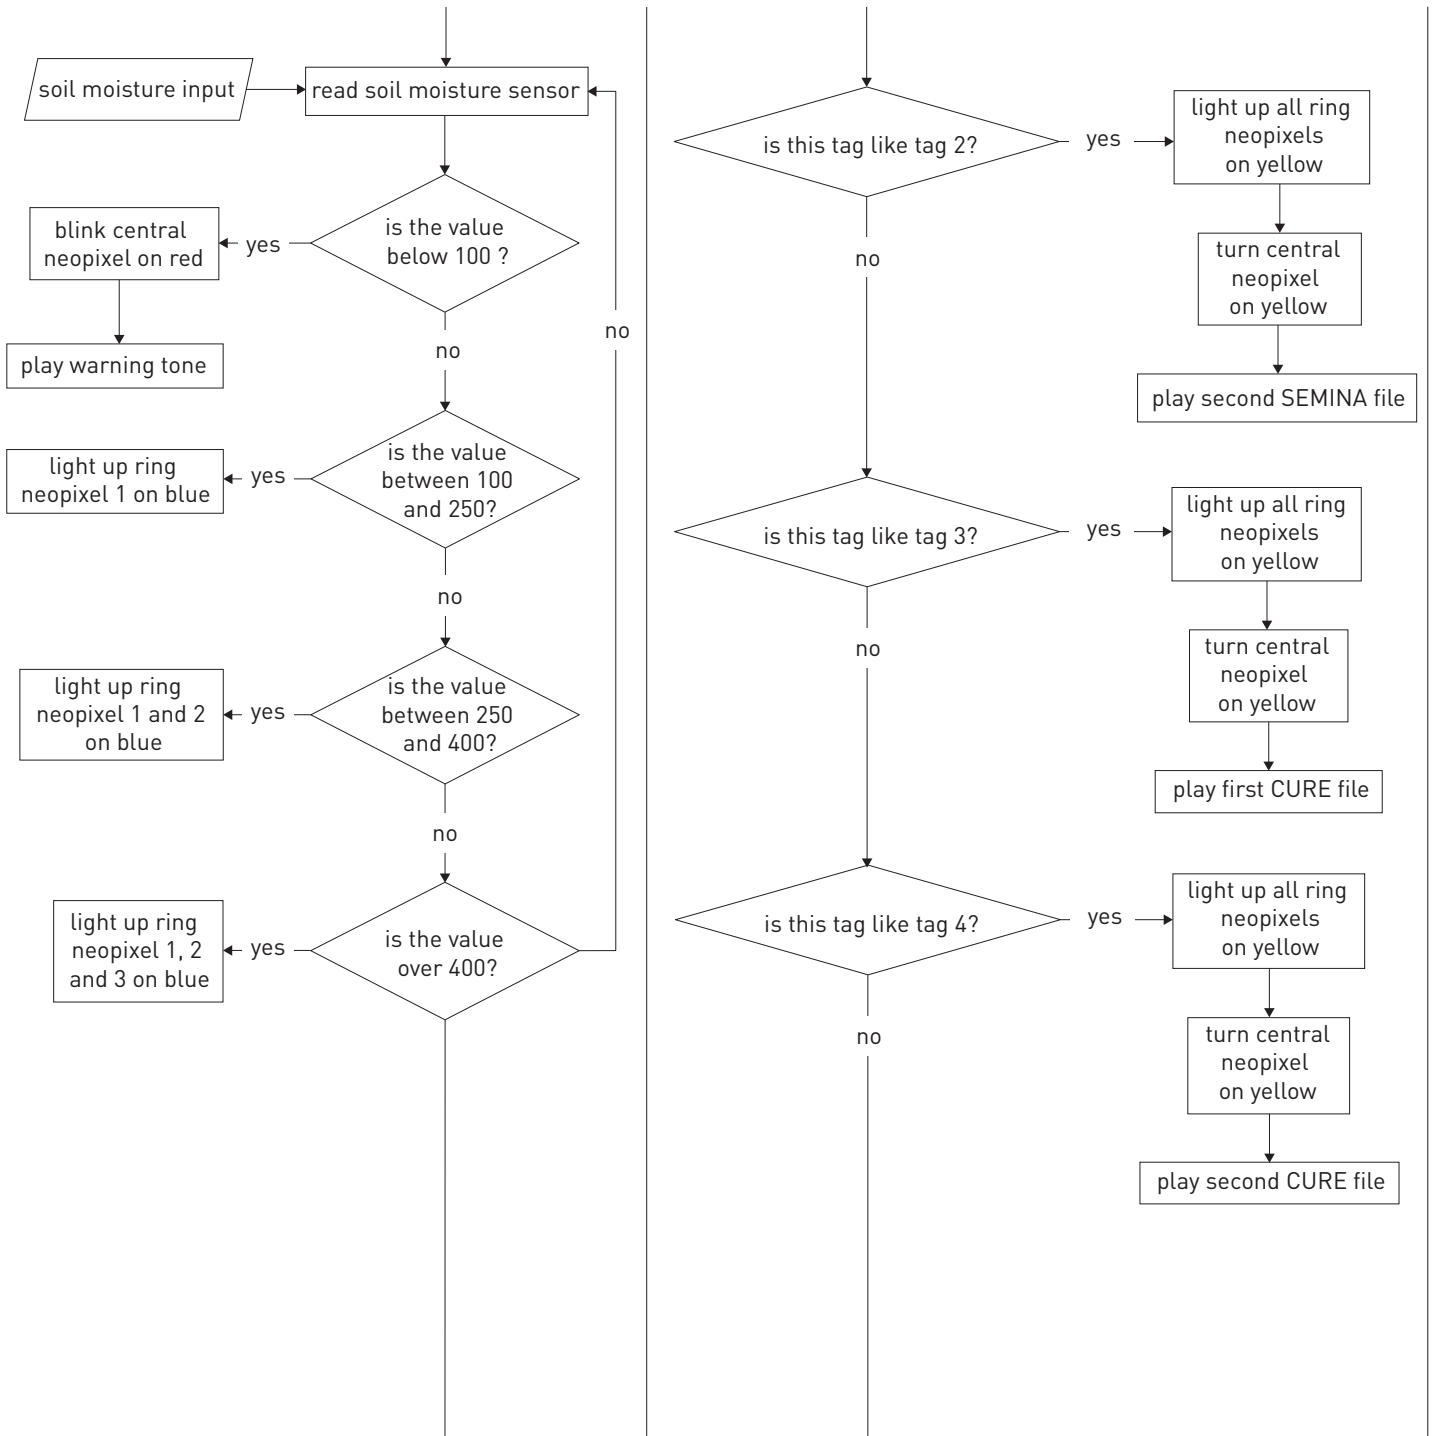 soil moisture input
read soil moisture sensor
is the value
below 100 ?
yes
blink central
neopixel on red
play warning tone
no
no
is the value
between 100
and 250?
yes
light up ring
neopixel 1 on blue
no
is the value
between 250
and 400?
yes
light up ring
neopixel 1 and 2
on blue
no
is the value
over 400?
yes
light up ring
neopixel 1, 2
and 3 on blue
is this tag like tag 2?
yes
light up all ring
neopixels
on yellow
turn central
neopixel
on yellow
play second SEMINA file
no
is this tag like tag 3?
yes
light up all ring
neopixels
on yellow
turn central
neopixel
on yellow
play first CURE file
no
is this tag like tag 4?
yes
light up all ring
neopixels
on yellow
turn central
neopixel
on yellow
play second CURE file
no